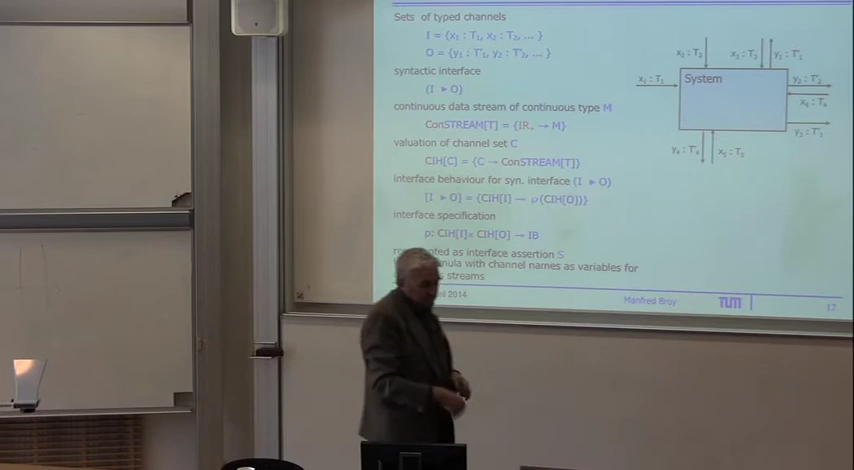 Sets of typed channels
I = {x₁ : T₁, x₂ : T₂, ... }
O = {y₁ : T'₁, y₂ : T'₂, ... }
syntactic interface
(I ▸ O)
continuous data stream of continuous type M
ConSTREAM[T] = {IR₊ → M}
valuation of channel set C
CIH[C] = {C → ConSTREAM[T]}
interface behaviour for syn. interface (I ▸ O)
[I ▸ O] = {CIH[I] → ℘(CIH[O])}
interface specification
p: CIH[I]× CIH[O] → IB
as interface assertion S
with channel names as variables for
streams
2014
Manfred Broy
TUM
17
System
x₁ : T₁
x₂ : T₂
x₃ : T₃
y₁ : T'₁
y₂ : T'₂
x₄ : T₄
y₃ : T'₃
y₄ : T'₄
x₅ : T₅